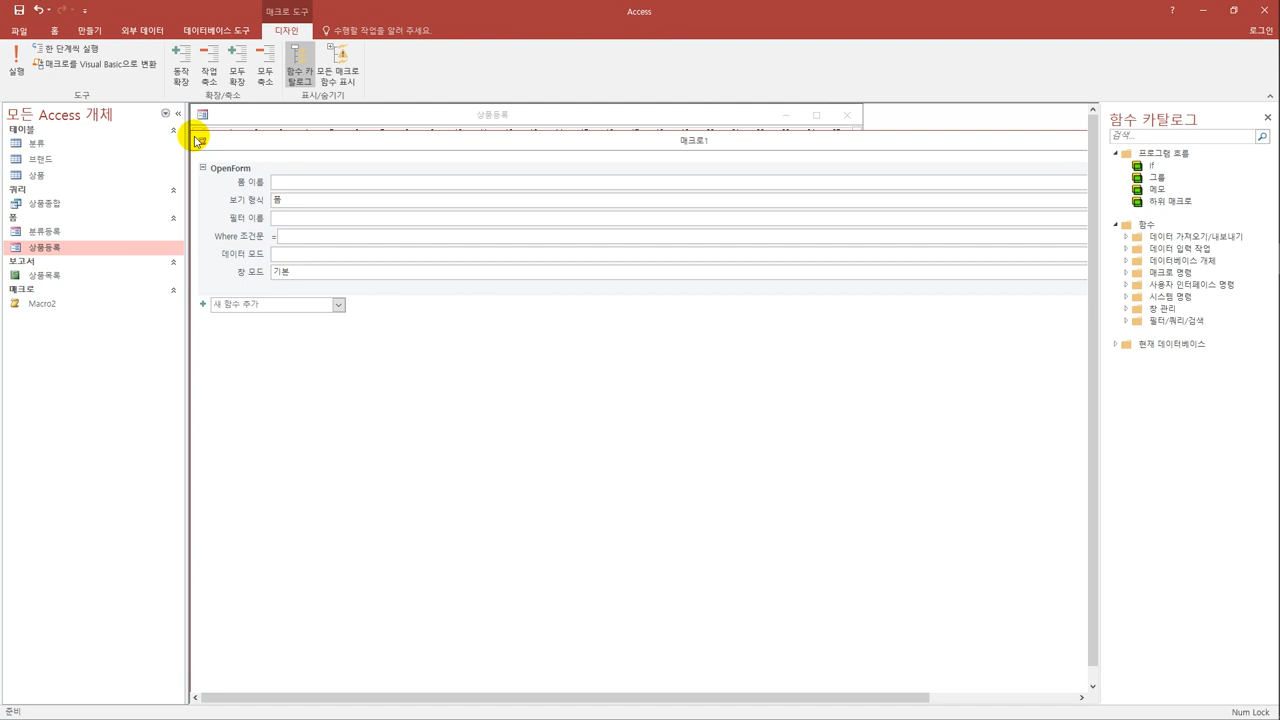 매크로 도구
Access
?
파일
홈
만들기
외부 데이터
데이터베이스 도구
디자인
수행할 작업을 알려 주세요.
로그인
실행
한 단계씩 실행
매크로를 Visual Basic으로 변환
동작
확장
작업
축소
모두
확장
모두
축소
함수 카
탈로그
모든 매크로
함수 표시
도구
확장/축소
표시/숨기기
모든 Access 개체
테이블
분류
브랜드
상품
쿼리
상품종합
폼
분류등록
상품등록
보고서
상품목록
매크로
Macro2
상품등록
매크로1
OpenForm
폼 이름
보기 형식
폼
필터 이름
Where 조건문
=
데이터 모드
창 모드
기본
새 함수 추가
함수 카탈로그
검색...
프로그램 흐름
If
그룹
메모
하위 매크로
함수
데이터 가져오기/내보내기
데이터 입력 작업
데이터베이스 개체
매크로 명령
사용자 인터페이스 명령
시스템 명령
창 관리
필터/쿼리/검색
현재 데이터베이스
준비
Num Lock